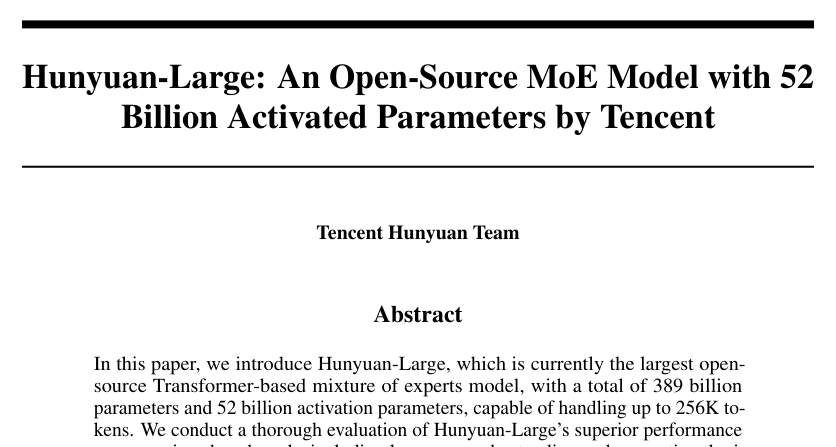 Hunyuan-Large: An Open-Source MoE Model with 52
Billion Activated Parameters by Tencent
Tencent Hunyuan Team
Abstract
In this paper, we introduce Hunyuan-Large, which is currently the largest open-
source Transformer-based mixture of experts model, with a total of 389 billion
parameters and 52 billion activation parameters, capable of handling up to 256K to-
kens. We conduct a thorough evaluation of Hunyuan-Large's superior performance